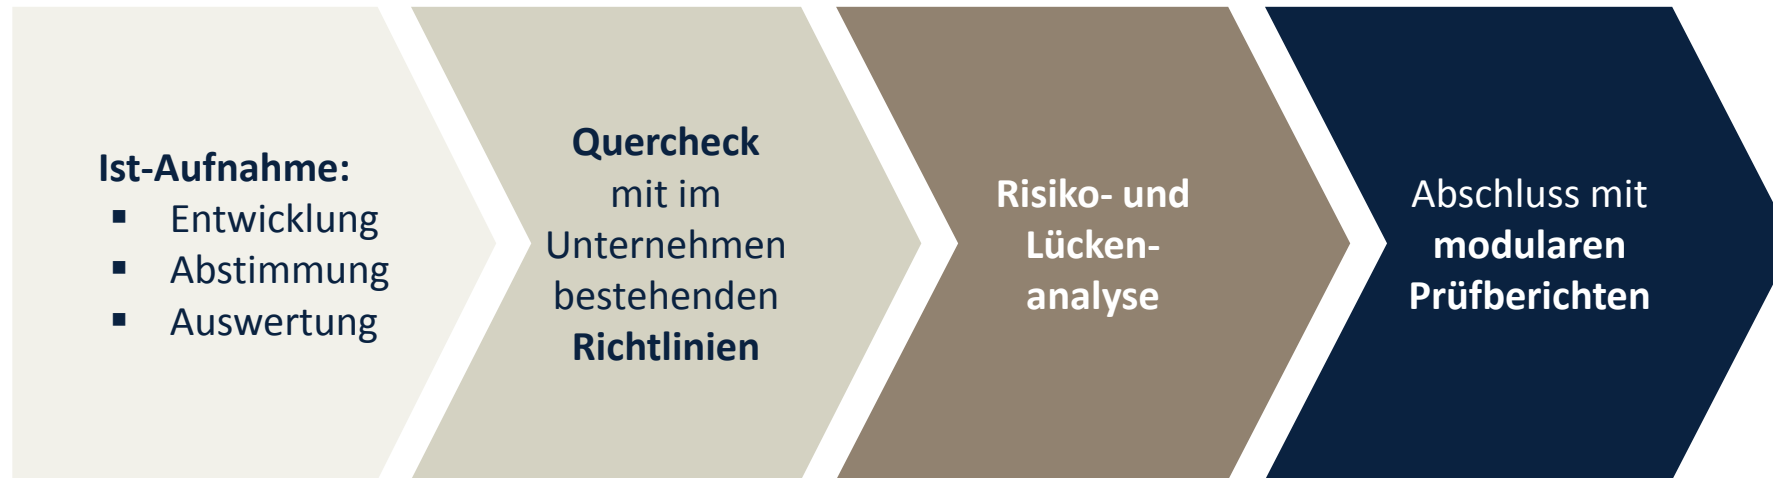 Ist-Aufnahme:
▪ Entwicklung
▪ Abstimmung
▪ Auswertung
Quercheck
mit im
Unternehmen
bestehenden
Richtlinien
Risiko- und
Lücken-
analyse
Abschluss mit
modularen
Prüfberichten